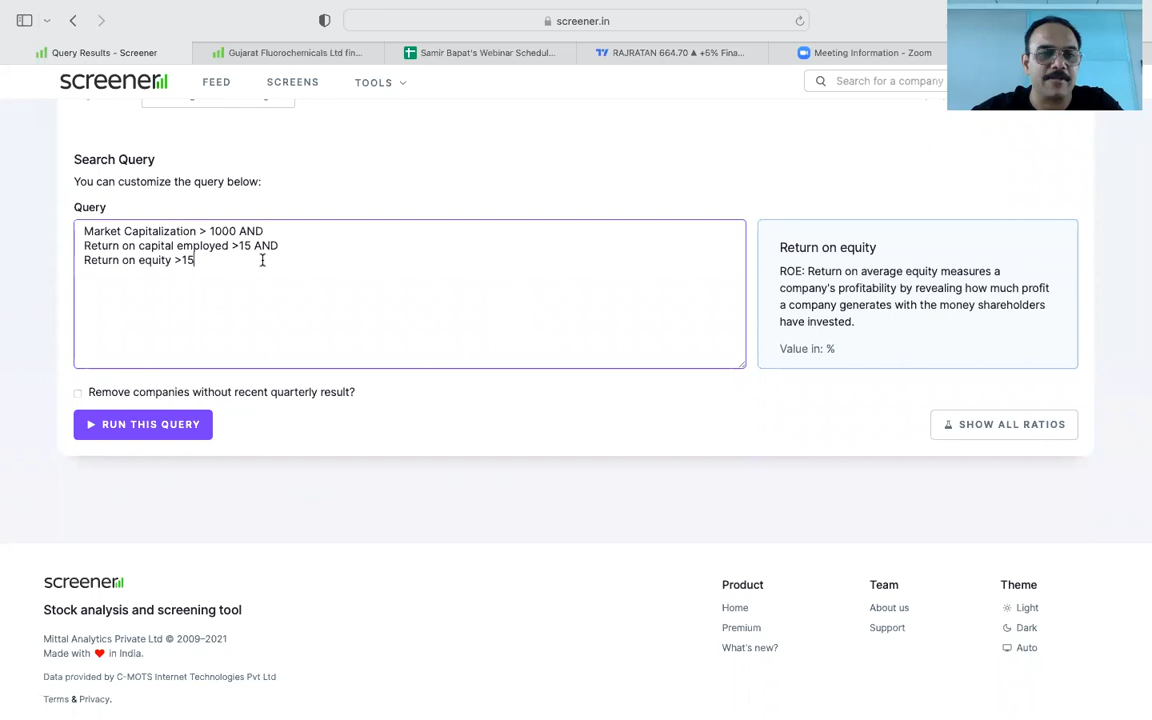 screener.in
Query Results - Screener
Gujarat Fluorochemicals Ltd fin...
Samir Bapat's Webinar Schedul...
RAJRATAN 664.70 ▲ +5% Fina...
Meeting Information - Zoom
screener
FEED
SCREENS
TOOLS
Search for a company
Search Query
You can customize the query below:
Query
Market Capitalization > 1000 AND
Return on capital employed >15 AND
Return on equity >15
Return on equity
ROE: Return on average equity measures a
company's profitability by revealing how much profit
a company generates with the money shareholders
have invested.
Value in: %
Remove companies without recent quarterly result?
RUN THIS QUERY
SHOW ALL RATIOS
screener
Stock analysis and screening tool
Mittal Analytics Private Ltd © 2009–2021
Made with ❤ in India.
Data provided by C-MOTS Internet Technologies Pvt Ltd
Terms & Privacy.
Product
Home
Premium
What's new?
Team
About us
Support
Theme
Light
Dark
Auto